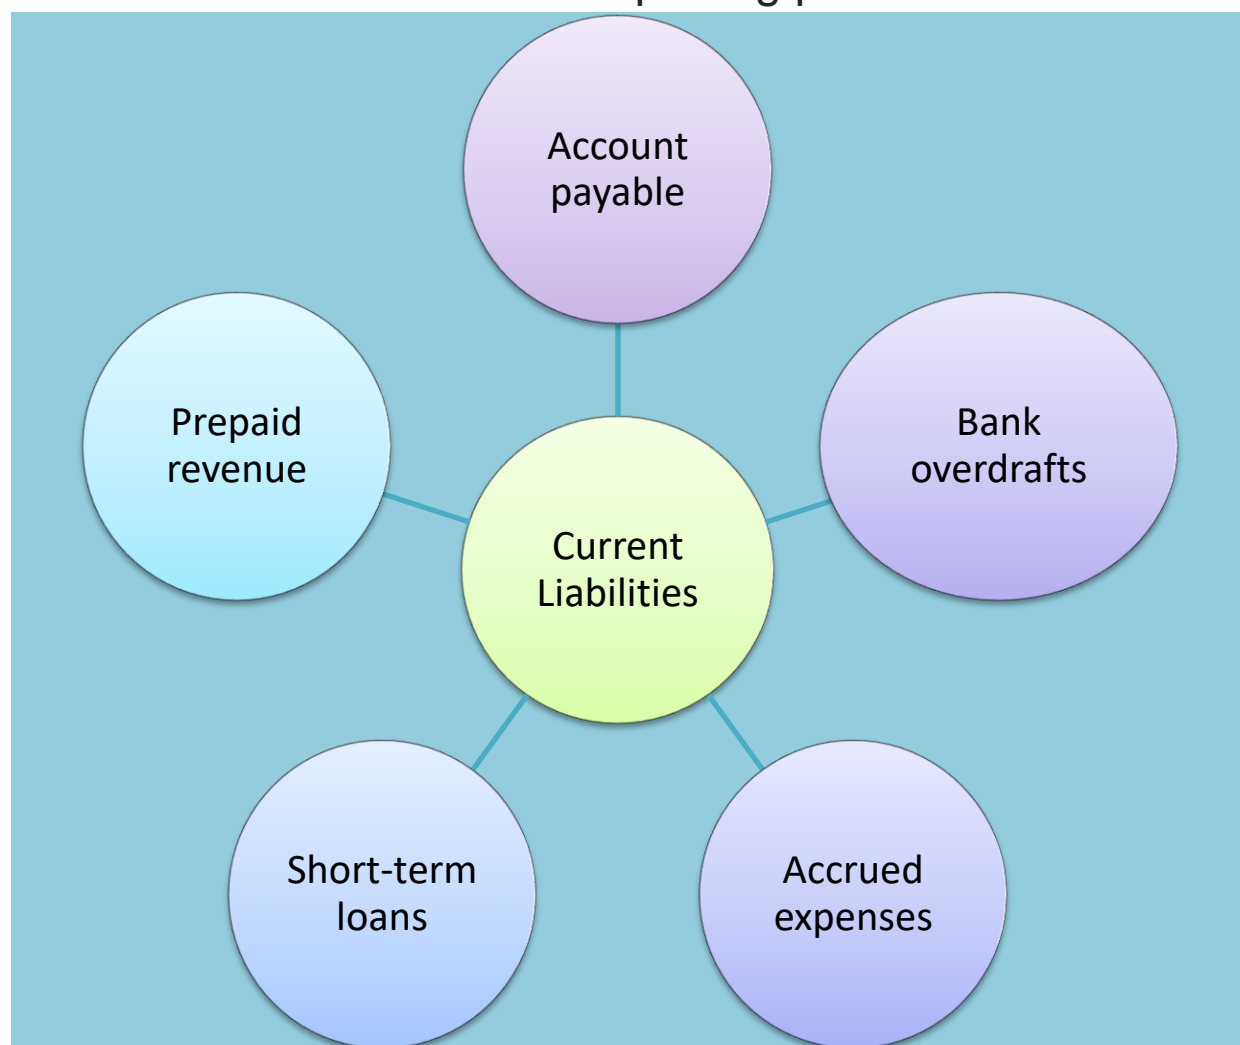 Account
payable
Prepaid
revenue
Bank
overdrafts
Current
Liabilities
Short-term
loans
Accrued
expenses